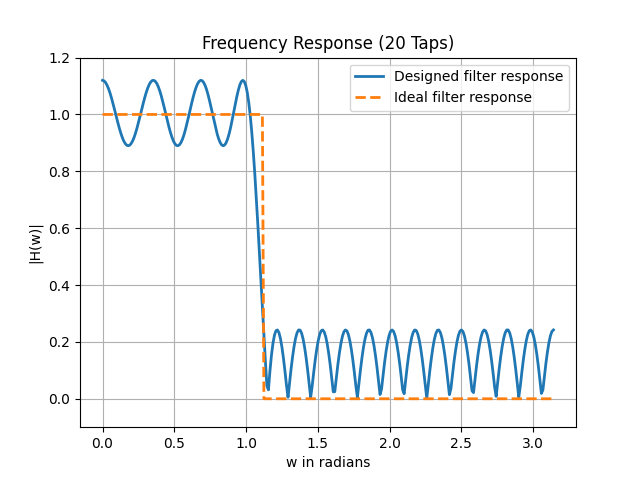 Frequency Response (20 Taps)
Designed filter response
Ideal filter response
|H(w)|
1.2
1.0
0.8
0.6
0.4
0.2
0.0
0.0 0.5 1.0 1.5 2.0 2.5 3.0
w in radians